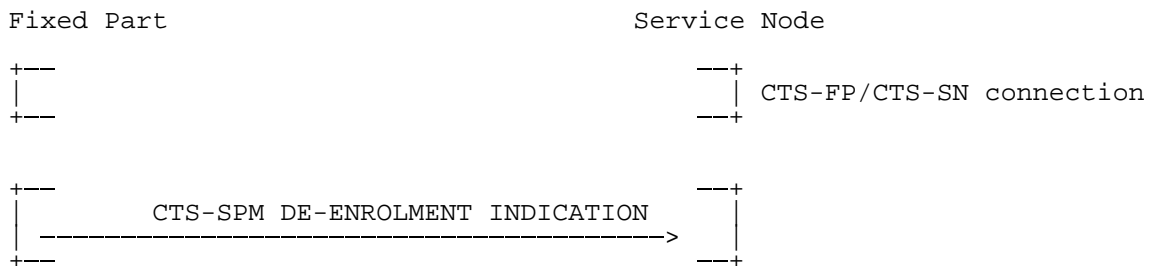 Fixed Part Service Node
CTS-FP/CTS-SN connection
CTS-SPM DE-ENROLMENT INDICATION